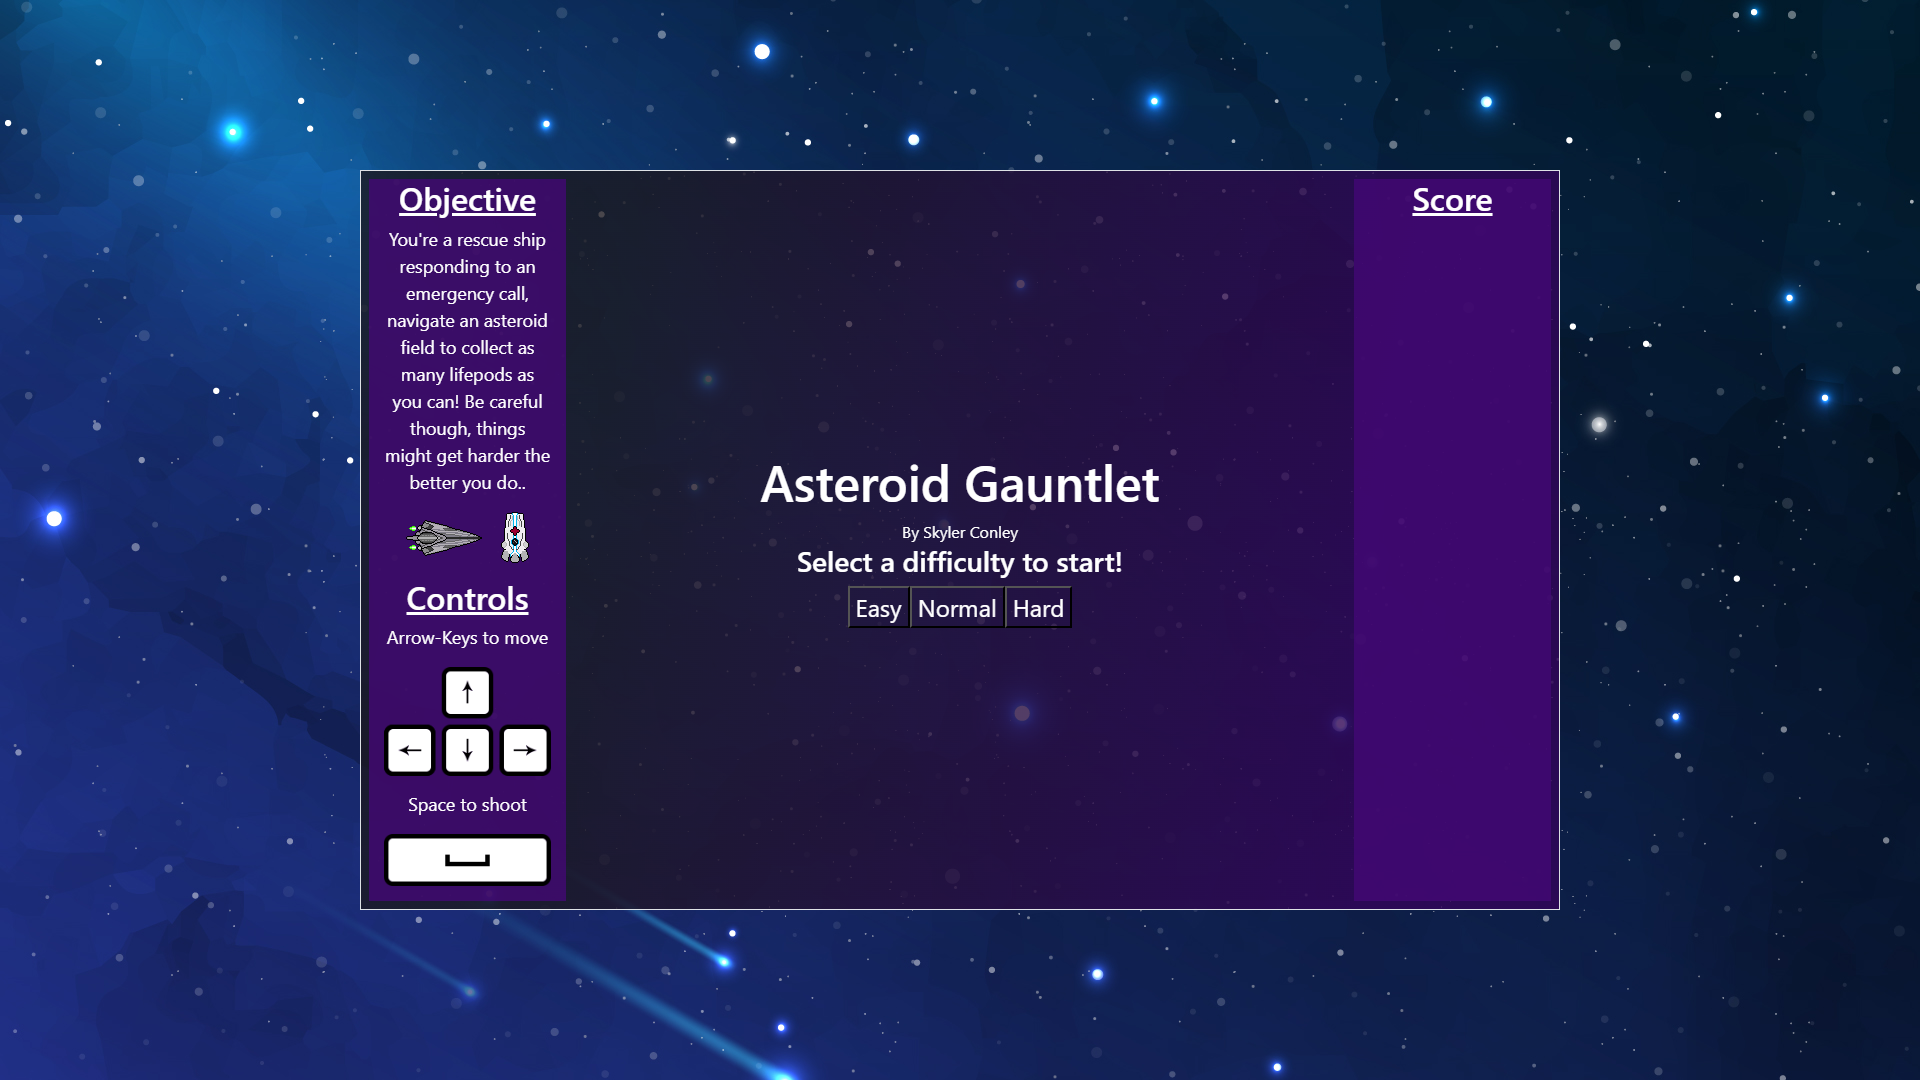 Objective
You're a rescue ship
responding to an
emergency call,
navigate an asteroid
field to collect as
many lifepods as
you can! Be careful
though, things
might get harder the
better you do..
Controls
Arrow-Keys to move
↑
← ↓ →
Space to shoot
Asteroid Gauntlet
By Skyler Conley
Select a difficulty to start!
Easy Normal Hard
Score